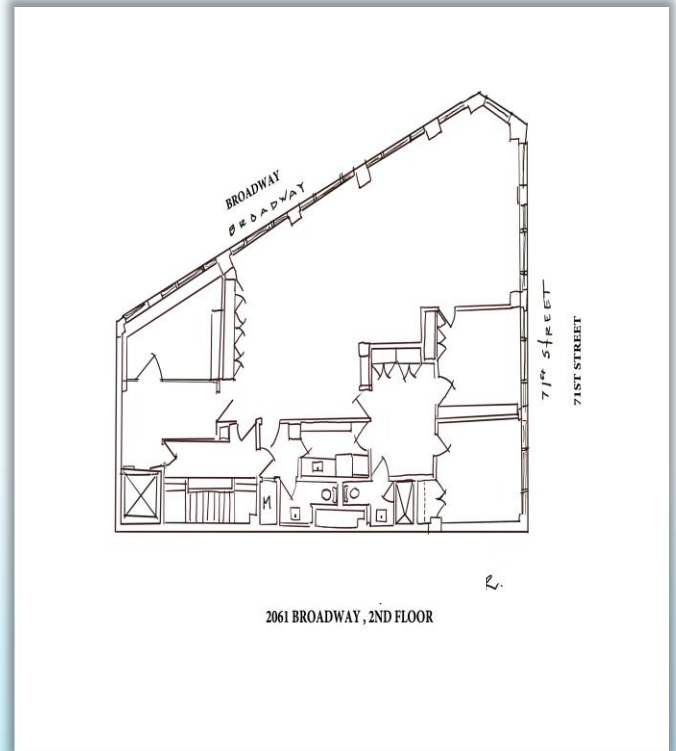 BROADWAY
BROADWAY
71st STREET
71ST STREET
M
R.
2061 BROADWAY , 2ND FLOOR